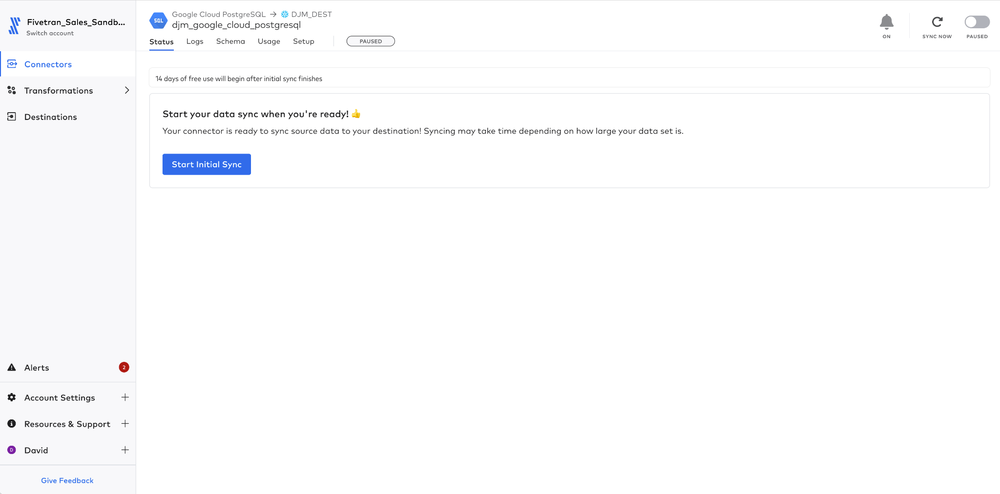 Fivetran_Sales_Sandb...
Switch account
Connectors
Transformations
Destinations
Alerts
2
Account Settings
Resources & Support
D
David
Give Feedback
SQL
Google Cloud PostgreSQL → DJM_DEST
djm_google_cloud_postgresql
Status Logs Schema Usage Setup PAUSED
ON
SYNC NOW
PAUSED
14 days of free use will begin after initial sync finishes
Start your data sync when you're ready! 👍
Your connector is ready to sync source data to your destination! Syncing may take time depending on how large your data set is.
Start Initial Sync